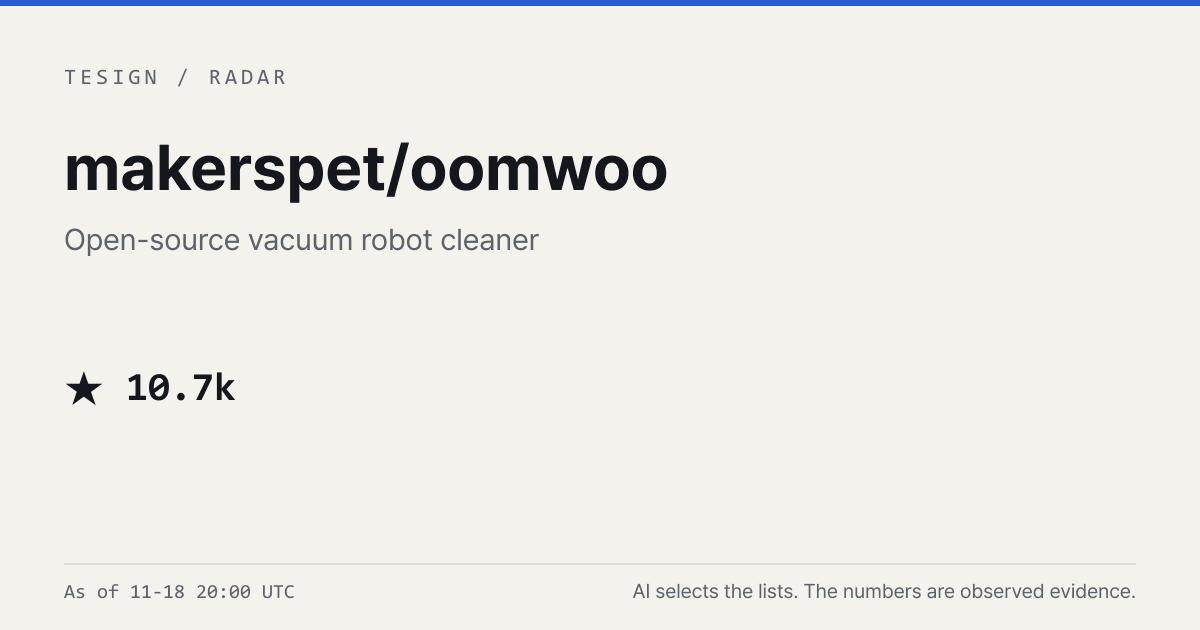 TESIGN / RADAR
makerspet/oomwoo
Open-source vacuum robot cleaner
★ 10.7k
As of 11-18 20:00 UTC
AI selects the lists. The numbers are observed evidence.